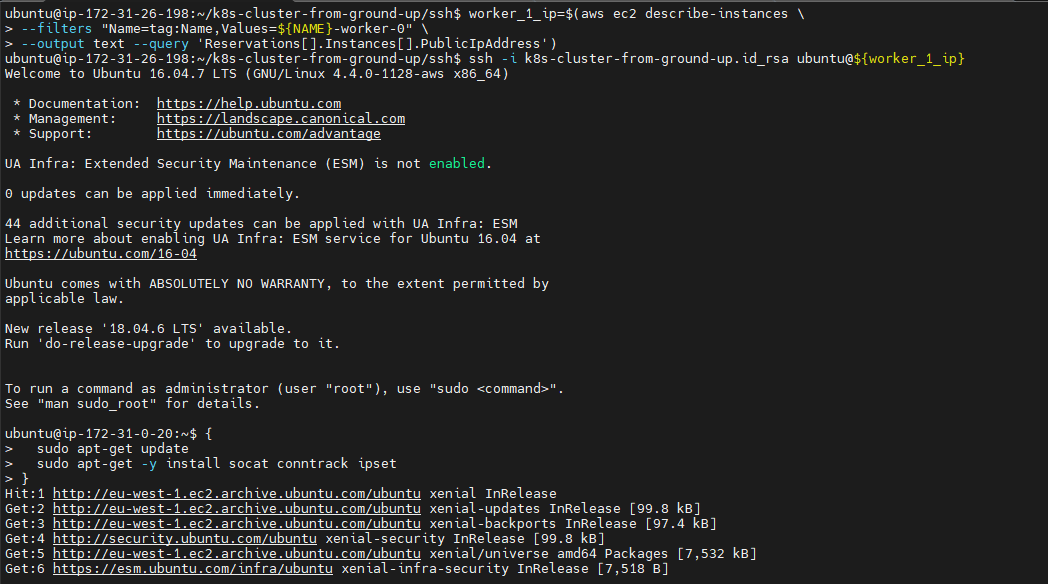 ubuntu@ip-172-31-26-198:~/k8s-cluster-from-ground-up/ssh$ worker_1_ip=$(aws ec2 describe-instances \
> --filters "Name=tag:Name,Values=${NAME}-worker-0" \
> --output text --query 'Reservations[].Instances[].PublicIpAddress')
ubuntu@ip-172-31-26-198:~/k8s-cluster-from-ground-up/ssh$ ssh -i k8s-cluster-from-ground-up.id_rsa ubuntu@${worker_1_ip}
Welcome to Ubuntu 16.04.7 LTS (GNU/Linux 4.4.0-1128-aws x86_64)

 * Documentation:  https://help.ubuntu.com
 * Management:     https://landscape.canonical.com
 * Support:        https://ubuntu.com/advantage

UA Infra: Extended Security Maintenance (ESM) is not enabled.

0 updates can be applied immediately.

44 additional security updates can be applied with UA Infra: ESM
Learn more about enabling UA Infra: ESM service for Ubuntu 16.04 at
https://ubuntu.com/16-04

Ubuntu comes with ABSOLUTELY NO WARRANTY, to the extent permitted by
applicable law.

New release '18.04.6 LTS' available.
Run 'do-release-upgrade' to upgrade to it.


To run a command as administrator (user "root"), use "sudo <command>".
See "man sudo_root" for details.

ubuntu@ip-172-31-0-20:~$ {
>   sudo apt-get update
>   sudo apt-get -y install socat conntrack ipset
> }
Hit:1 http://eu-west-1.ec2.archive.ubuntu.com/ubuntu xenial InRelease
Get:2 http://eu-west-1.ec2.archive.ubuntu.com/ubuntu xenial-updates InRelease [99.8 kB]
Get:3 http://eu-west-1.ec2.archive.ubuntu.com/ubuntu xenial-backports InRelease [97.4 kB]
Get:4 http://security.ubuntu.com/ubuntu xenial-security InRelease [99.8 kB]
Get:5 http://eu-west-1.ec2.archive.ubuntu.com/ubuntu xenial/universe amd64 Packages [7,532 kB]
Get:6 https://esm.ubuntu.com/infra/ubuntu xenial-infra-security InRelease [7,518 B]